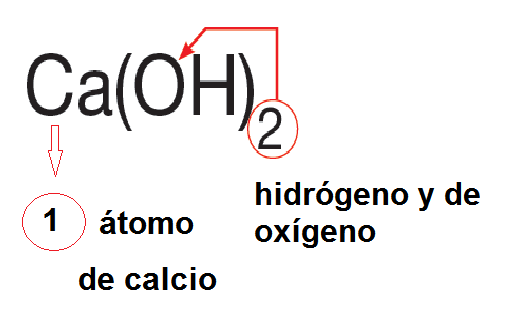 Ca(OH)2
hidrógeno y de
oxígeno
1 átomo
de calcio